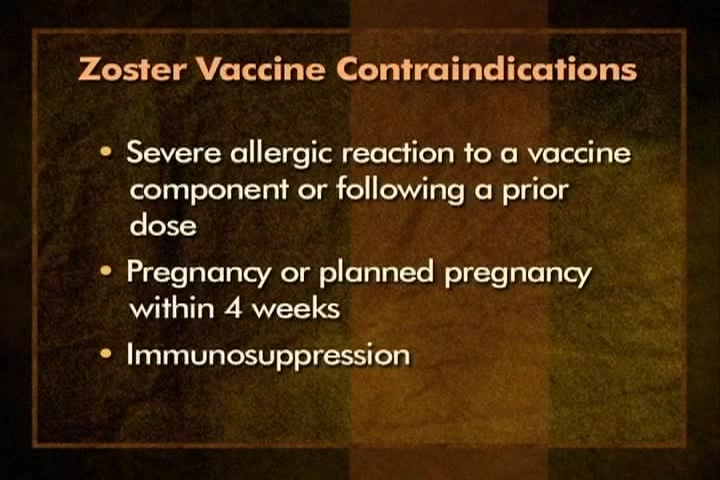 Zoster Vaccine Contraindications
• Severe allergic reaction to a vaccine
component or following a prior
dose
• Pregnancy or planned pregnancy
within 4 weeks
• Immunosuppression